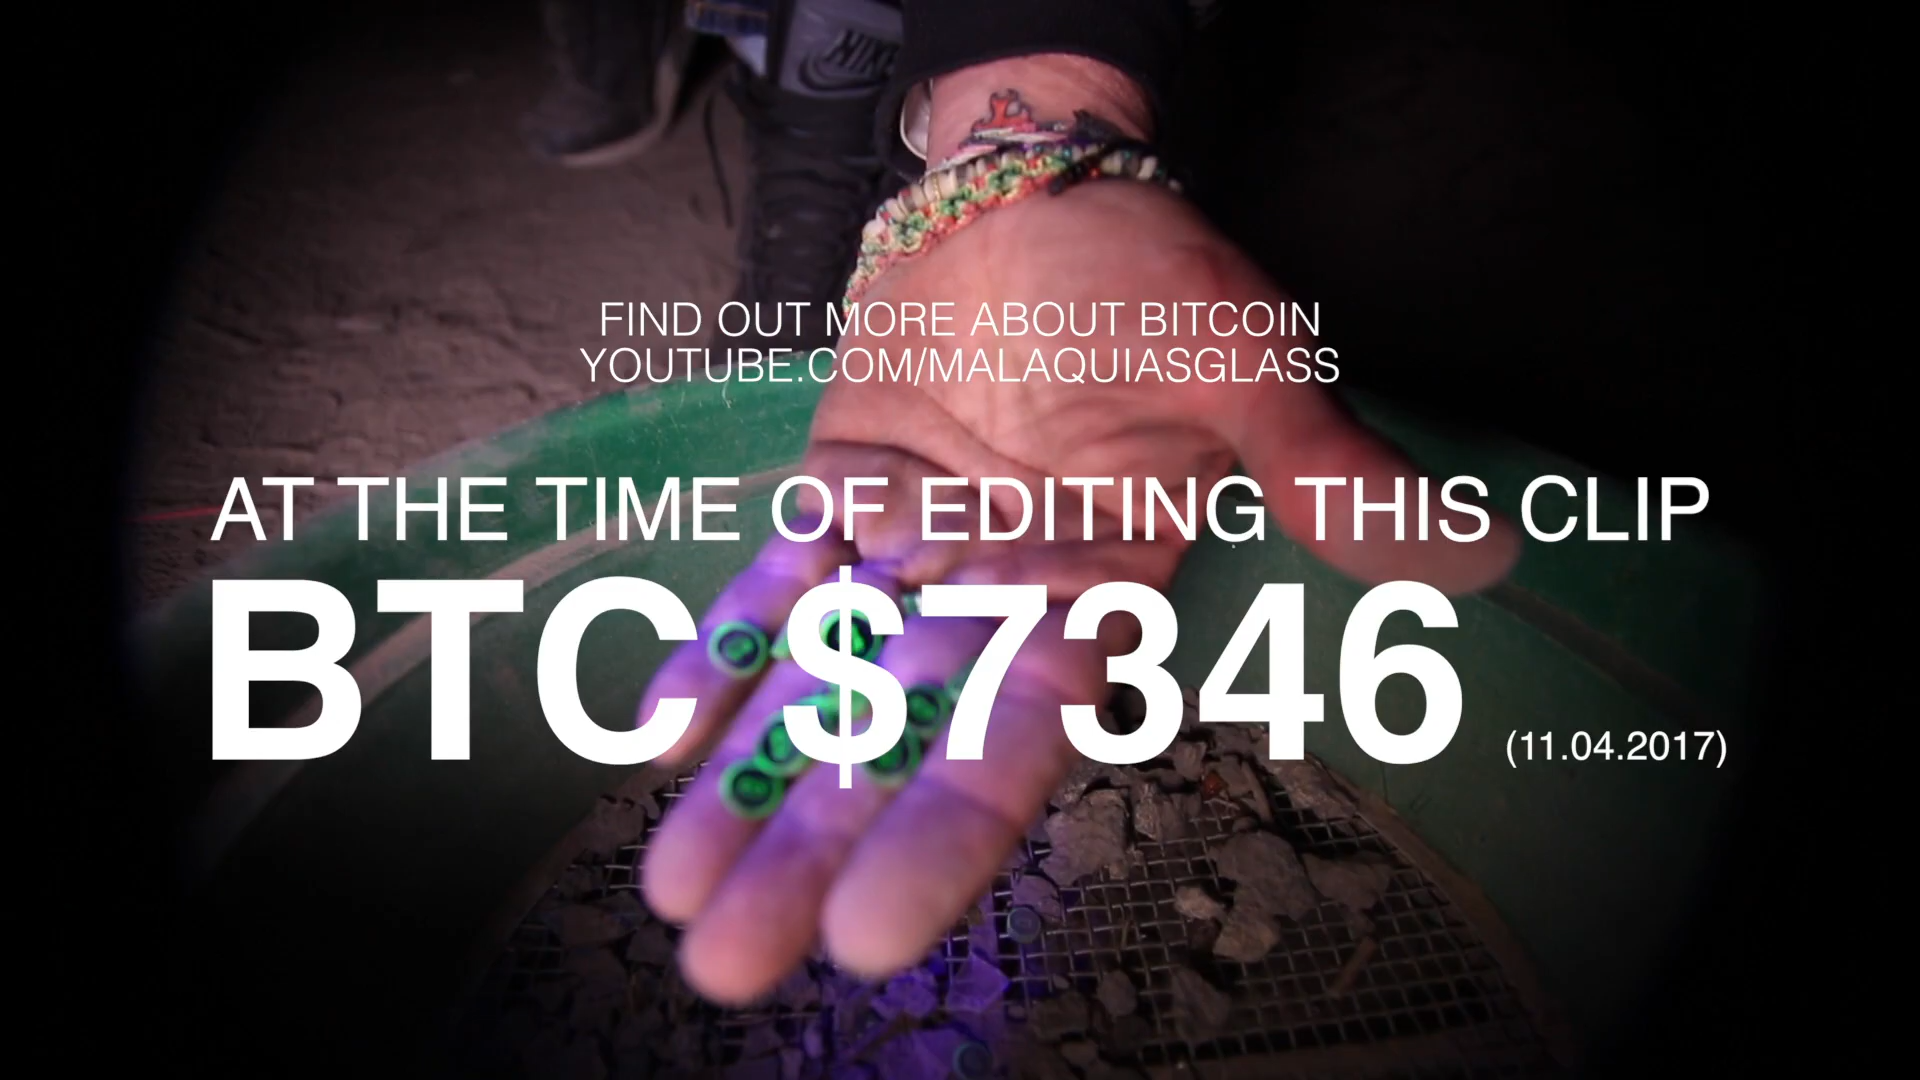 NIKE
FIND OUT MORE ABOUT BITCOIN
YOUTUBE.COM/MALAQUIASGLASS
AT THE TIME OF EDITING THIS CLIP
BTC $7346 (11.04.2017)